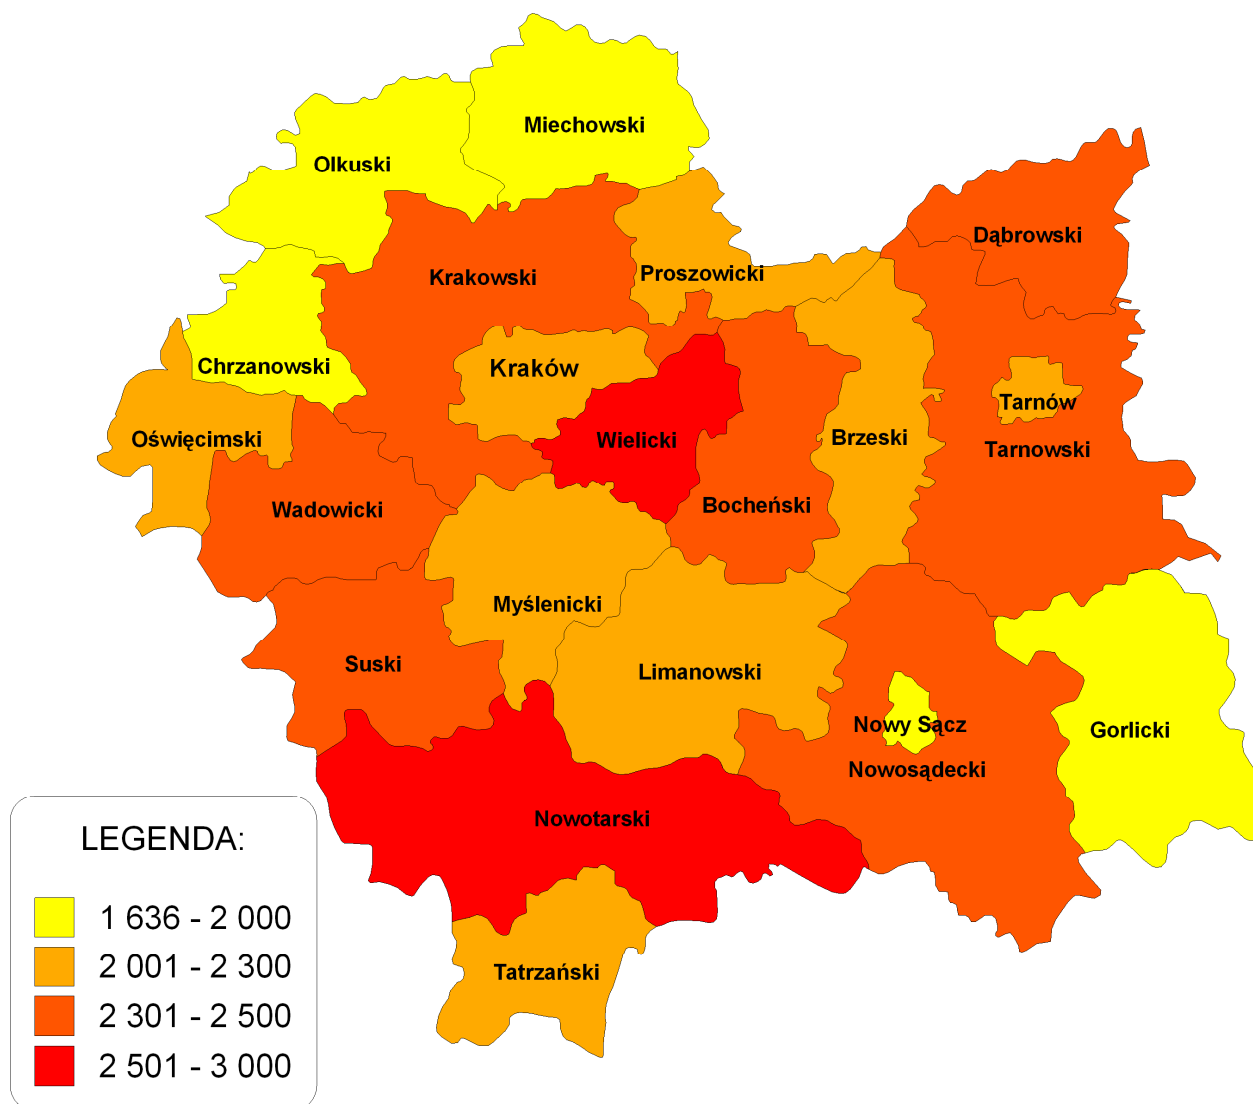 Miechowski
Olkuski
Dąbrowski
Krakowski
Proszowicki
Chrzanowski
Kraków
Tarnów
Oświęcimski
Wielicki
Brzeski
Tarnowski
Wadowicki
Bocheński
Myślenicki
Suski
Limanowski
Nowy Sącz
Gorlicki
Nowosądecki
Nowotarski
Tatrzański
LEGENDA:
1 636 - 2 000
2 001 - 2 300
2 301 - 2 500
2 501 - 3 000